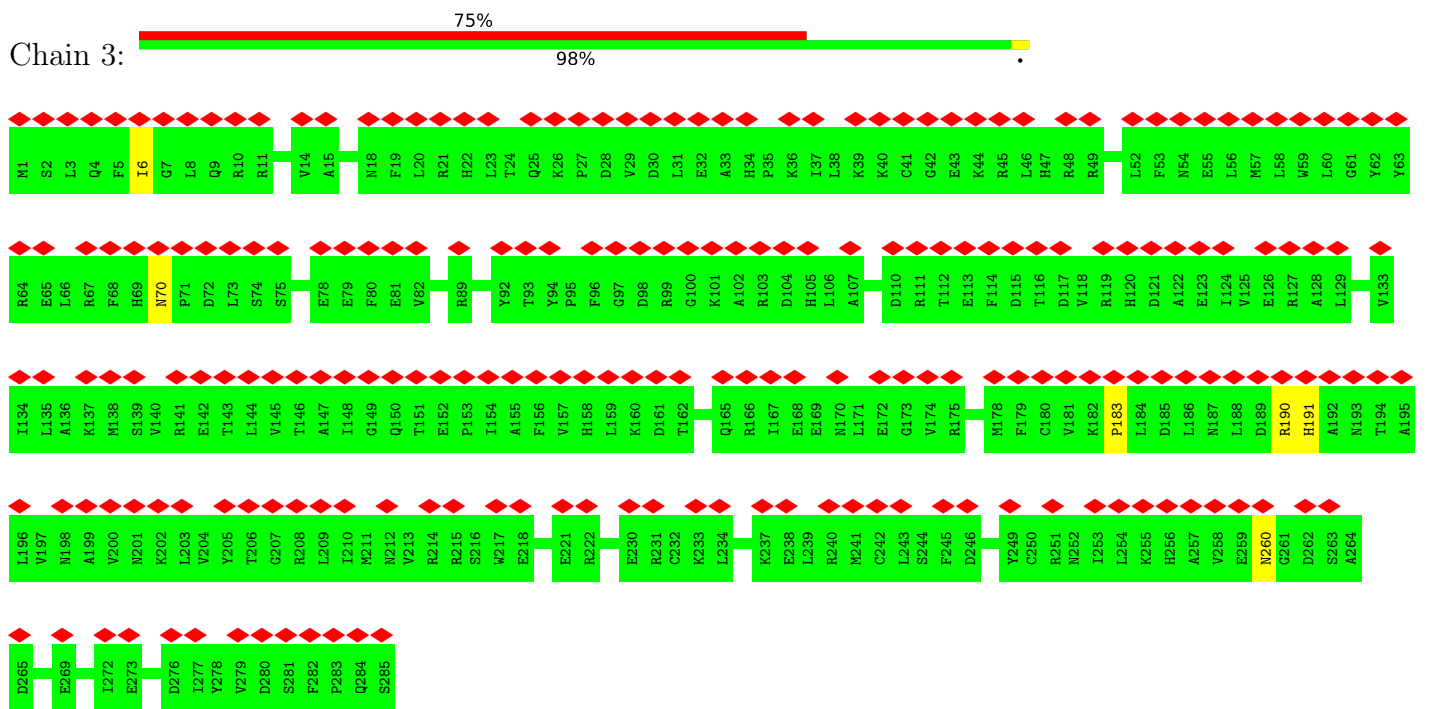 75%
Chain 3:
98%
M1 S2 L3 Q4 F5 I6 G7 L8 Q9 R10 R11 V14 A15 N18 F19 L20 R21 H22 L23 T24 Q25 K26 P27 D28 V29 D30 L31 E32 A33 H34 P35 K36 I37 L38 K39 K40 C41 G42 E43 K44 R45 L46 H47 R48 R49 L52 F53 N54 E55 L56 M57 L58 W59 L60 G61 Y62 Y63
R64 E65 L66 R67 F68 H69 N70 P71 D72 L73 S74 S75 E78 E79 F80 E81 V82 R89 Y92 T93 Y94 P95 F96 G97 D98 R99 G100 K101 A102 R103 D104 H105 L106 A107 D110 R111 T112 E113 F114 D115 T116 D117 V118 R119 H120 D121 A122 E123 I124 V125 E126 R127 A128 L129 V133
I134 L135 A136 K137 M138 S139 V140 R141 E142 T143 L144 V145 T146 A147 I148 G149 Q150 T151 E152 P153 I154 A155 F156 V157 H158 L159 K160 D161 T162 Q165 R166 I167 E168 E169 N170 L171 E172 G173 V174 R175 M178 F179 C180 V181 K182 P183 L184 D185 L186 N187 L188 D189 R190 H191 A192 N193 T194 A195
L196 V197 N198 A199 V200 N201 K202 L203 V204 Y205 T206 G207 R208 L209 I210 M211 N212 V213 R214 R215 S216 W217 E218 E221 R222 E230 R231 C232 K233 L234 K237 E238 L239 R240 M241 C242 L243 S244 F245 D246 Y249 C250 R251 N252 I253 L254 K255 H256 A257 V258 E259 N260 G261 D262 S263 A264
D265 E269 I272 E273 D276 I277 Y278 V279 D280 S281 F282 P283 Q284 S285